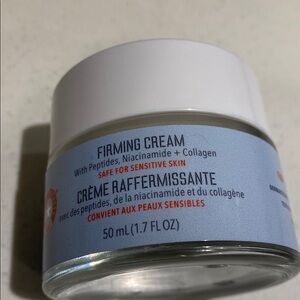 FIRMING CREAM
With Peptides, Niacinamide + Collagen
SAFE FOR SENSITIVE SKIN
CRÈME RAFFERMISSANTE
avec des peptides, de la niacinamide et du collagène
CONVIENT AUX PEAUX SENSIBLES
50 mL (1.7 FL OZ)